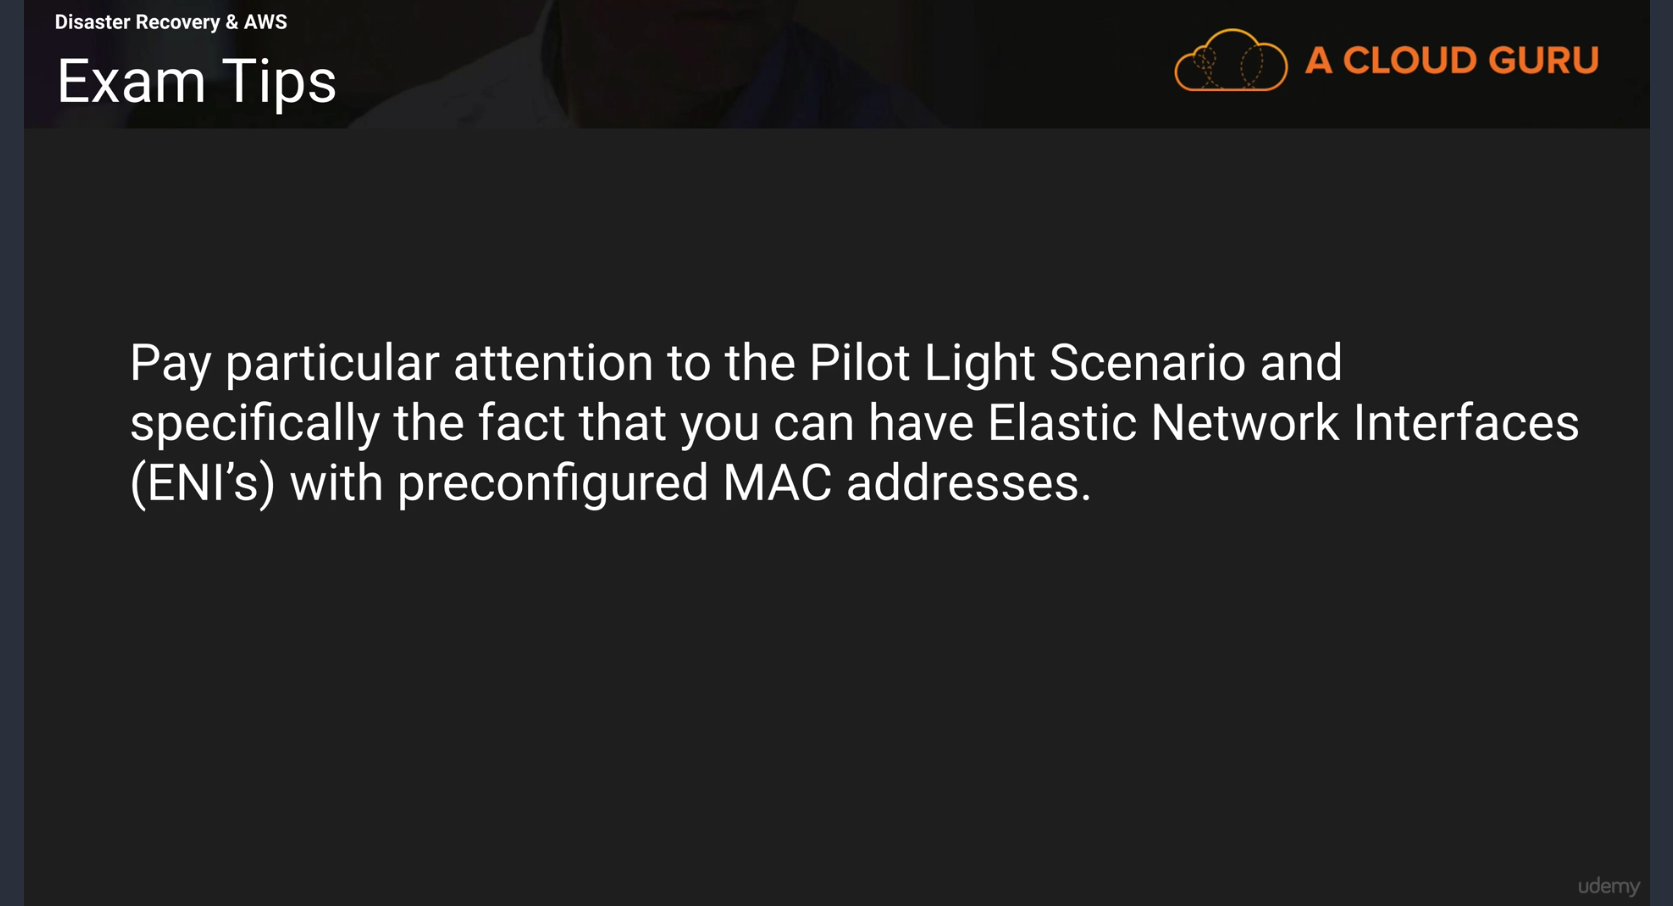 Disaster Recovery & AWS
Exam Tips
A CLOUD GURU
Pay particular attention to the Pilot Light Scenario and
specifically the fact that you can have Elastic Network Interfaces
(ENI’s) with preconfigured MAC addresses.
udemy